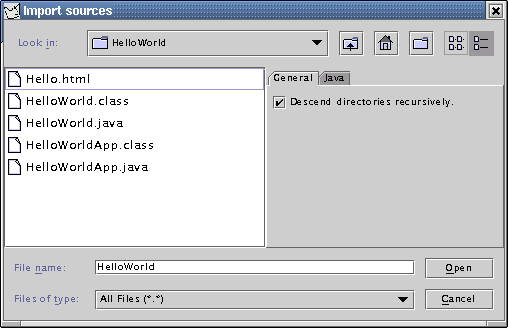 Import sources
Look in: HelloWorld
Hello.html
HelloWorld.class
HelloWorld.java
HelloWorldApp.class
HelloWorldApp.java
General Java
Descend directories recursively.
File name: HelloWorld Open
Files of type: All Files (*.*) Cancel